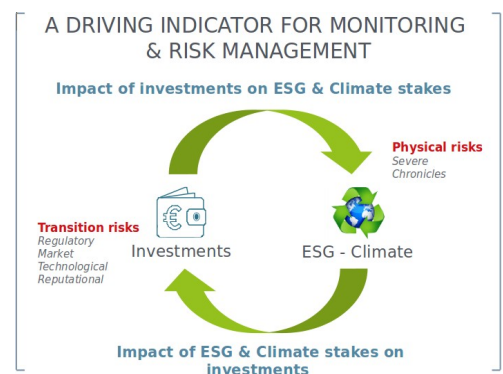 A DRIVING INDICATOR FOR MONITORING
& RISK MANAGEMENT
Impact of investments on ESG & Climate stakes
Physical risks
Severe
Chronicles
Transition risks
Regulatory
Market
Technological
Reputational
Investments
ESG - Climate
Impact of ESG & Climate stakes on
investments